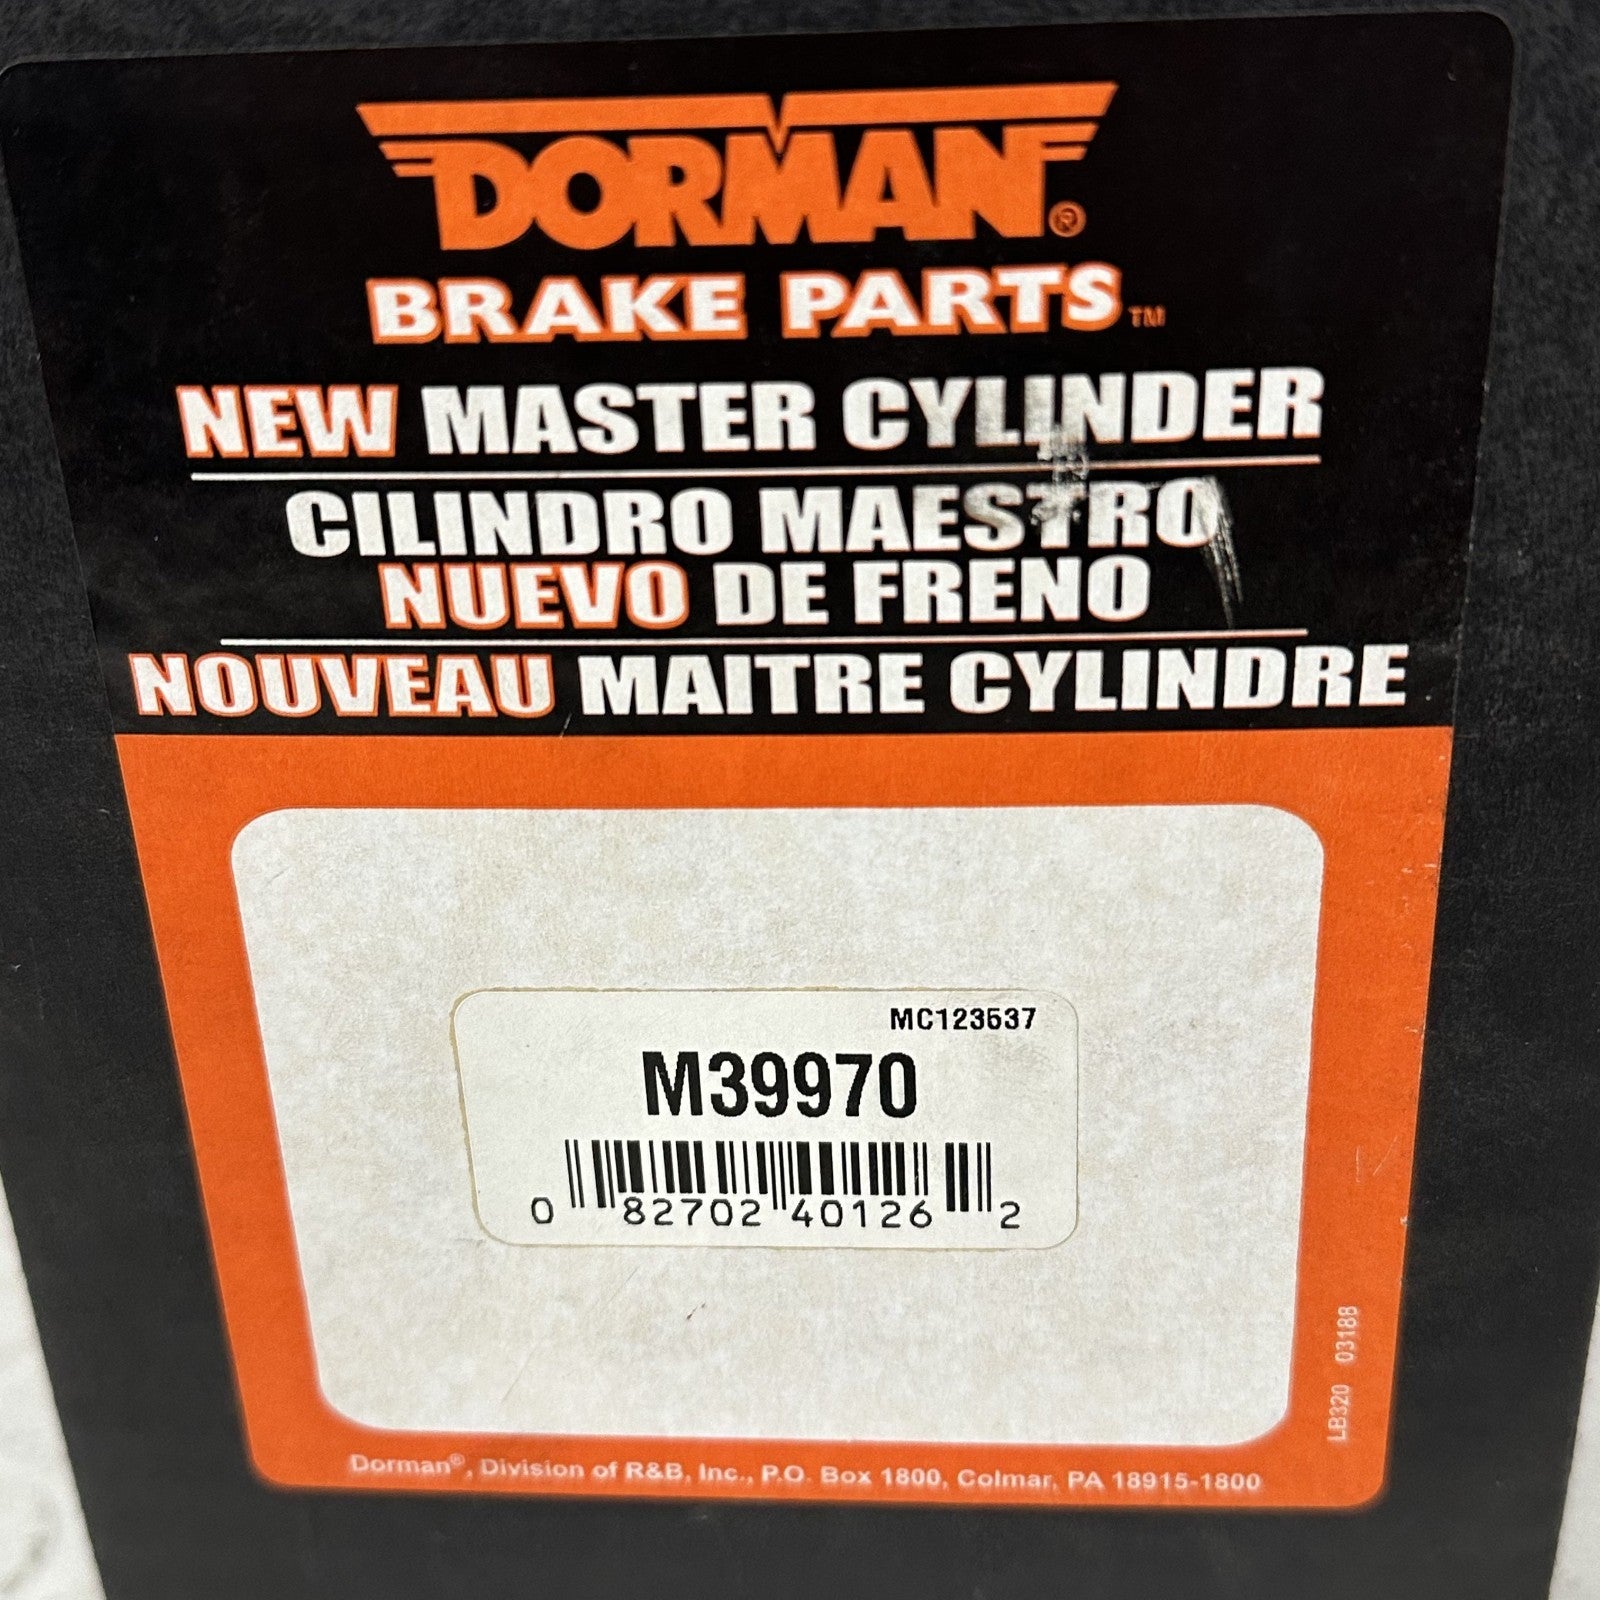 DORMAN®
BRAKE PARTS™
NEW MASTER CYLINDER
CILINDRO MAESTRO
NUEVO DE FRENO
NOUVEAU MAITRE CYLINDRE
MC123537
M39970
0 82702 40126 2
LB320 03188
Dorman®, Division of R&B, Inc., P.O. Box 1800, Colmar, PA 18915-1800